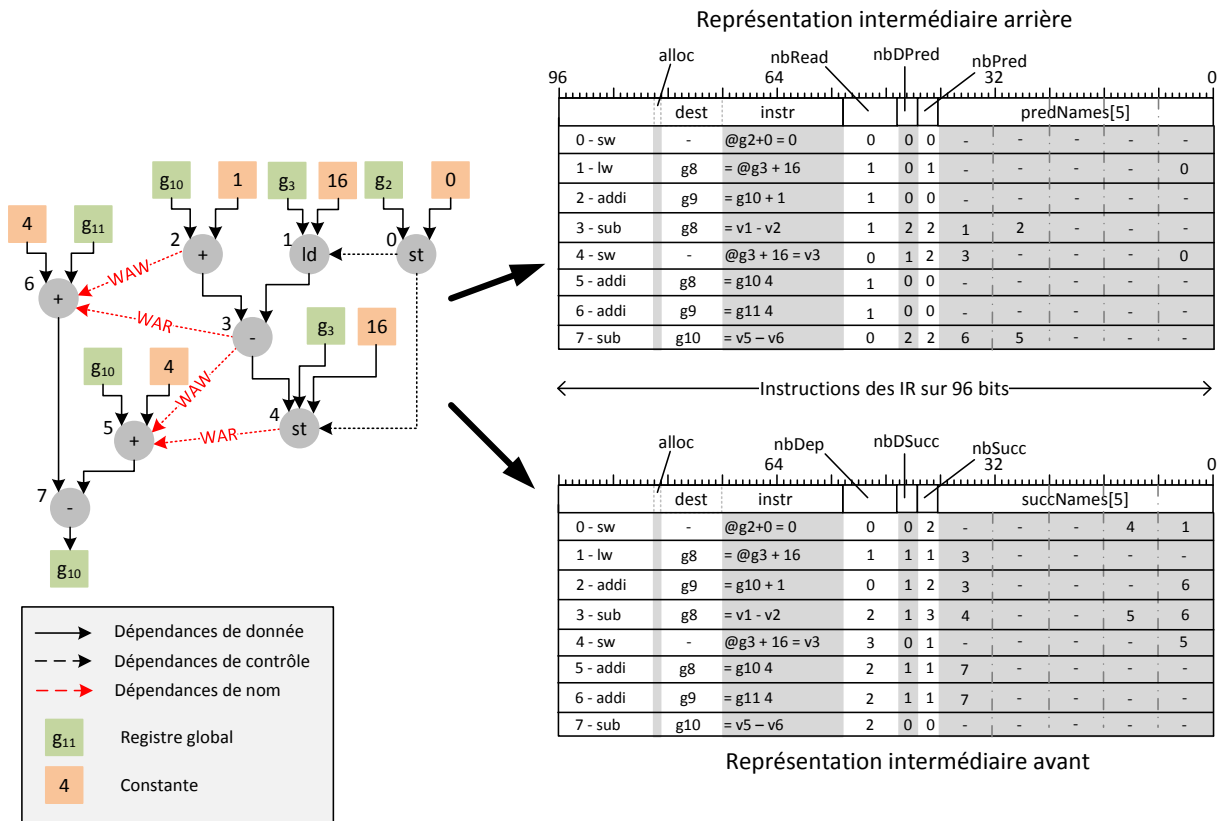 Représentation intermédiaire arrière
alloc nbRead nbDPred nbPred
96 64 32 0
dest instr predNames[5]
0 - sw - @g2+0 = 0 0 0 0 - - - - -
1 - lw g8 = @g3 + 16 1 0 1 - - - - 0
2 - addi g9 = g10 + 1 1 0 0 - - - - -
3 - sub g8 = v1 - v2 1 2 2 1 2 - - -
4 - sw - @g3 + 16 = v3 0 1 2 3 - - - 0
5 - addi g8 = g10 4 1 0 0 - - - - -
6 - addi g9 = g11 4 1 0 0 - - - - -
7 - sub g10 = v5 – v6 0 2 2 6 5 - - -
Instructions des IR sur 96 bits
alloc nbDep nbDSucc nbSucc
64 32 0
dest instr succNames[5]
0 - sw - @g2+0 = 0 0 0 2 - - - 4 1
1 - lw g8 = @g3 + 16 1 1 1 3 - - - -
2 - addi g9 = g10 + 1 0 1 2 3 - - - 6
3 - sub g8 = v1 - v2 2 1 3 4 - - 5 6
4 - sw - @g3 + 16 = v3 3 0 1 - - - - 5
5 - addi g8 = g10 4 2 1 1 7 - - - -
6 - addi g9 = g11 4 2 1 1 7 - - - -
7 - sub g10 = v5 – v6 2 0 0 - - - - -
Représentation intermédiaire avant
g10 1 g3 16 g2 0
4 g11
2 + 1 ld 0 st
6 +
WAW
WAR
3 -
g3 16
g10 4
WAW
4 st
WAR
5 +
7 -
g10
Dépendances de donnée
Dépendances de contrôle
Dépendances de nom
g11 Registre global
4 Constante